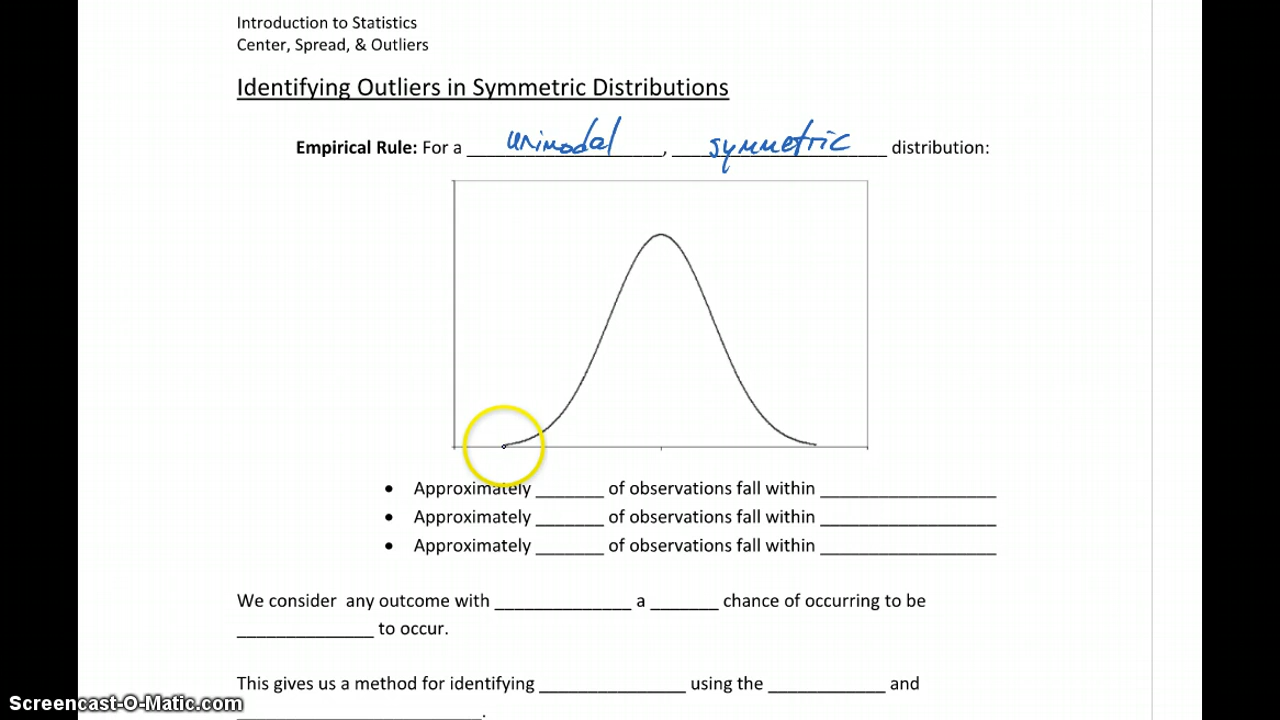 Introduction to Statistics
Center, Spread, & Outliers
Identifying Outliers in Symmetric Distributions
Empirical Rule: For a unimodal, symmetric distribution:
• Approximately _______ of observations fall within __________________
• Approximately _______ of observations fall within __________________
• Approximately _______ of observations fall within __________________
We consider any outcome with ______________ a _______ chance of occurring to be
______________ to occur.
This gives us a method for identifying _______________ using the ____________ and
_________________________.
Screencast-O-Matic.com